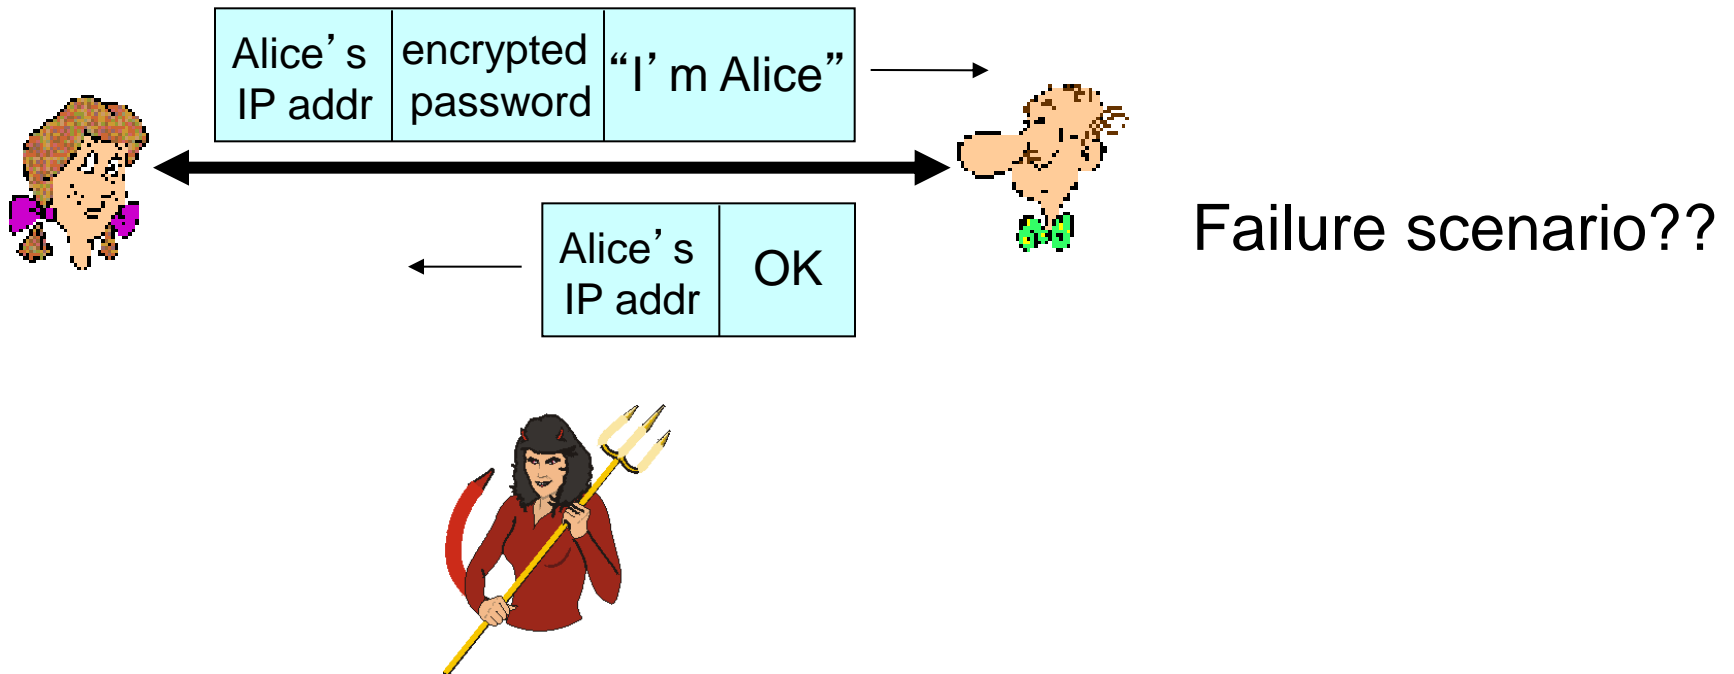 Alice’s
IP addr
encrypted
password
“I’m Alice”
Alice’s
IP addr
OK
Failure scenario??